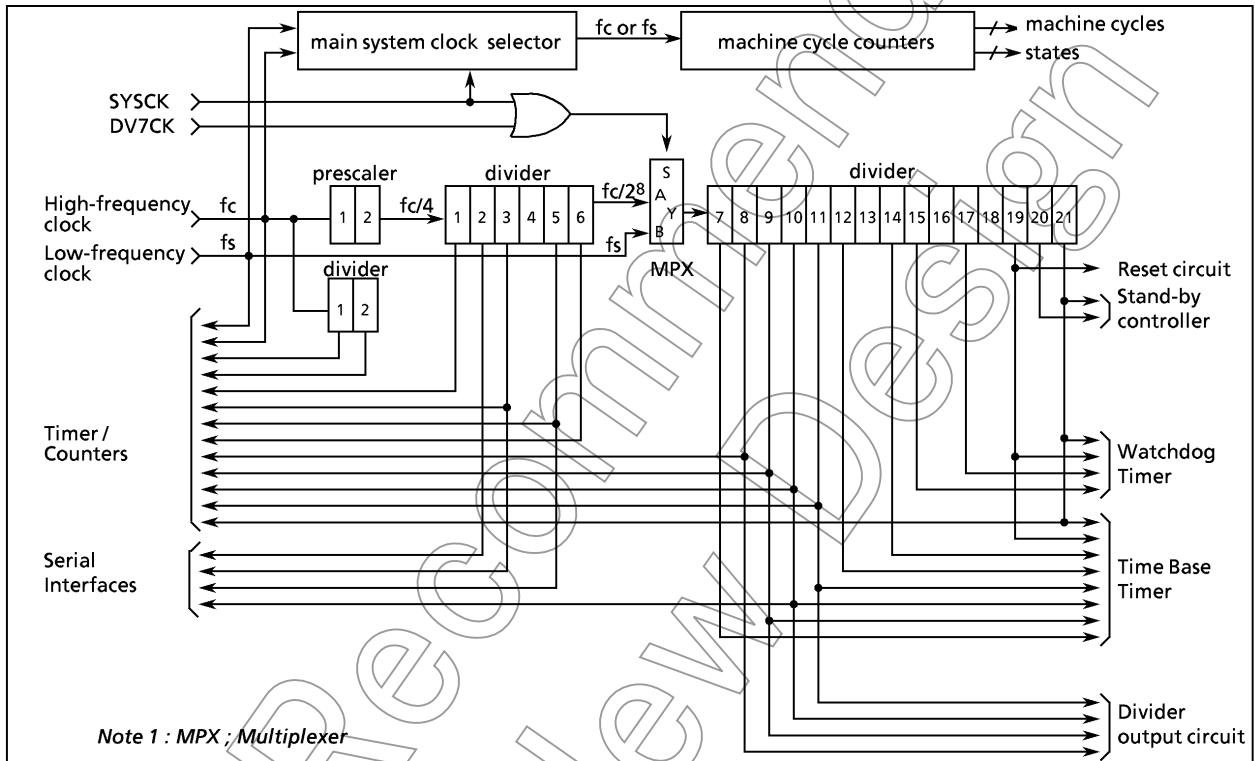 main system clock selector
fc or fs
machine cycle counters
machine cycles
states
SYSCK
DV7CK
High-frequency
clock
fc
Low-frequency
clock
fs
prescaler
1 2
fc/4
divider
1 2 3 4 5 6
fc/2⁸
fs
S
A
Y
B
MPX
divider
7 8 9 10 11 12 13 14 15 16 17 18 19 20 21
divider
1 2
Reset circuit
Stand-by
controller
Timer /
Counters
Watchdog
Timer
Serial
Interfaces
Time Base
Timer
Divider
output circuit
Note 1 : MPX ; Multiplexer
Recommend
New Design